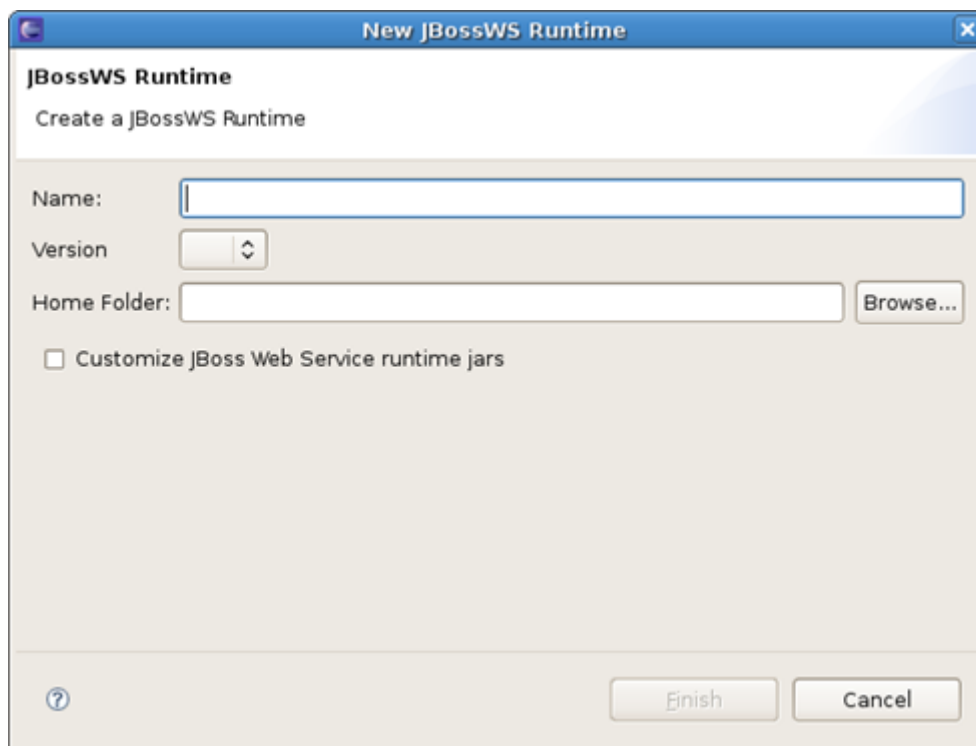 New JBossWS Runtime
JBossWS Runtime
Create a JBossWS Runtime
Name:
Version
Home Folder: Browse...
Customize JBoss Web Service runtime jars
? Finish Cancel